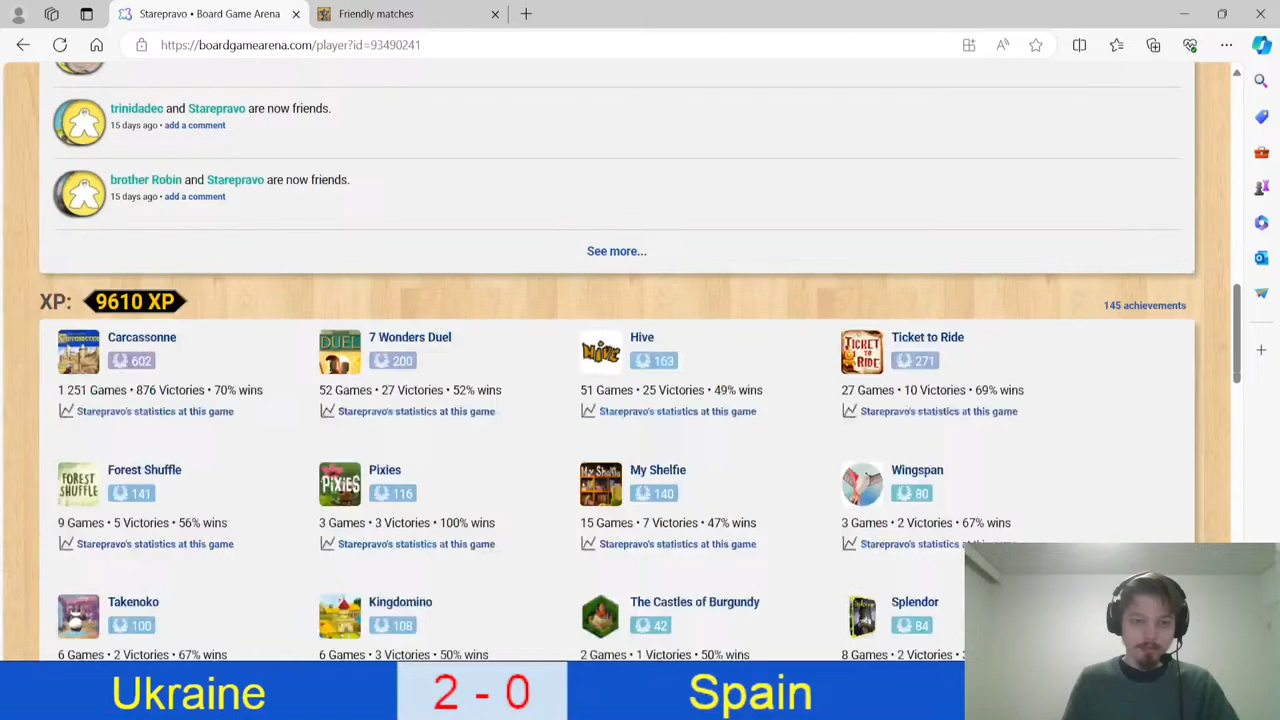 Starepravo • Board Game Arena
Friendly matches
https://boardgamearena.com/player?id=93490241
trinidadec and Starepravo are now friends.
15 days ago • add a comment
brother Robin and Starepravo are now friends.
15 days ago • add a comment
See more...
XP: 9610 XP
145 achievements
Carcassonne
602
1 251 Games • 876 Victories • 70% wins
Starepravo's statistics at this game
7 Wonders Duel
200
52 Games • 27 Victories • 52% wins
Starepravo's statistics at this game
Hive
163
51 Games • 25 Victories • 49% wins
Starepravo's statistics at this game
Ticket to Ride
271
27 Games • 10 Victories • 69% wins
Starepravo's statistics at this game
Forest Shuffle
141
9 Games • 5 Victories • 56% wins
Starepravo's statistics at this game
Pixies
116
3 Games • 3 Victories • 100% wins
Starepravo's statistics at this game
My Shelfie
140
15 Games • 7 Victories • 47% wins
Starepravo's statistics at this game
Wingspan
80
3 Games • 2 Victories • 67% wins
Starepravo's statistics at this game
Takenoko
100
6 Games • 2 Victories • 67% wins
Kingdomino
108
6 Games • 3 Victories • 50% wins
The Castles of Burgundy
42
2 Games • 1 Victory • 50% wins
Splendor
84
8 Games • 2 Victories •
Ukraine
2 - 0
Spain